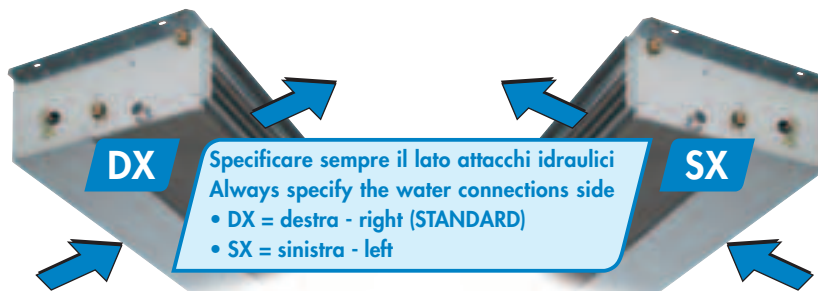 DX
Specificare sempre il lato attacchi idraulici
Always specify the water connections side
• DX = destra - right (STANDARD)
• SX = sinistra - left
SX